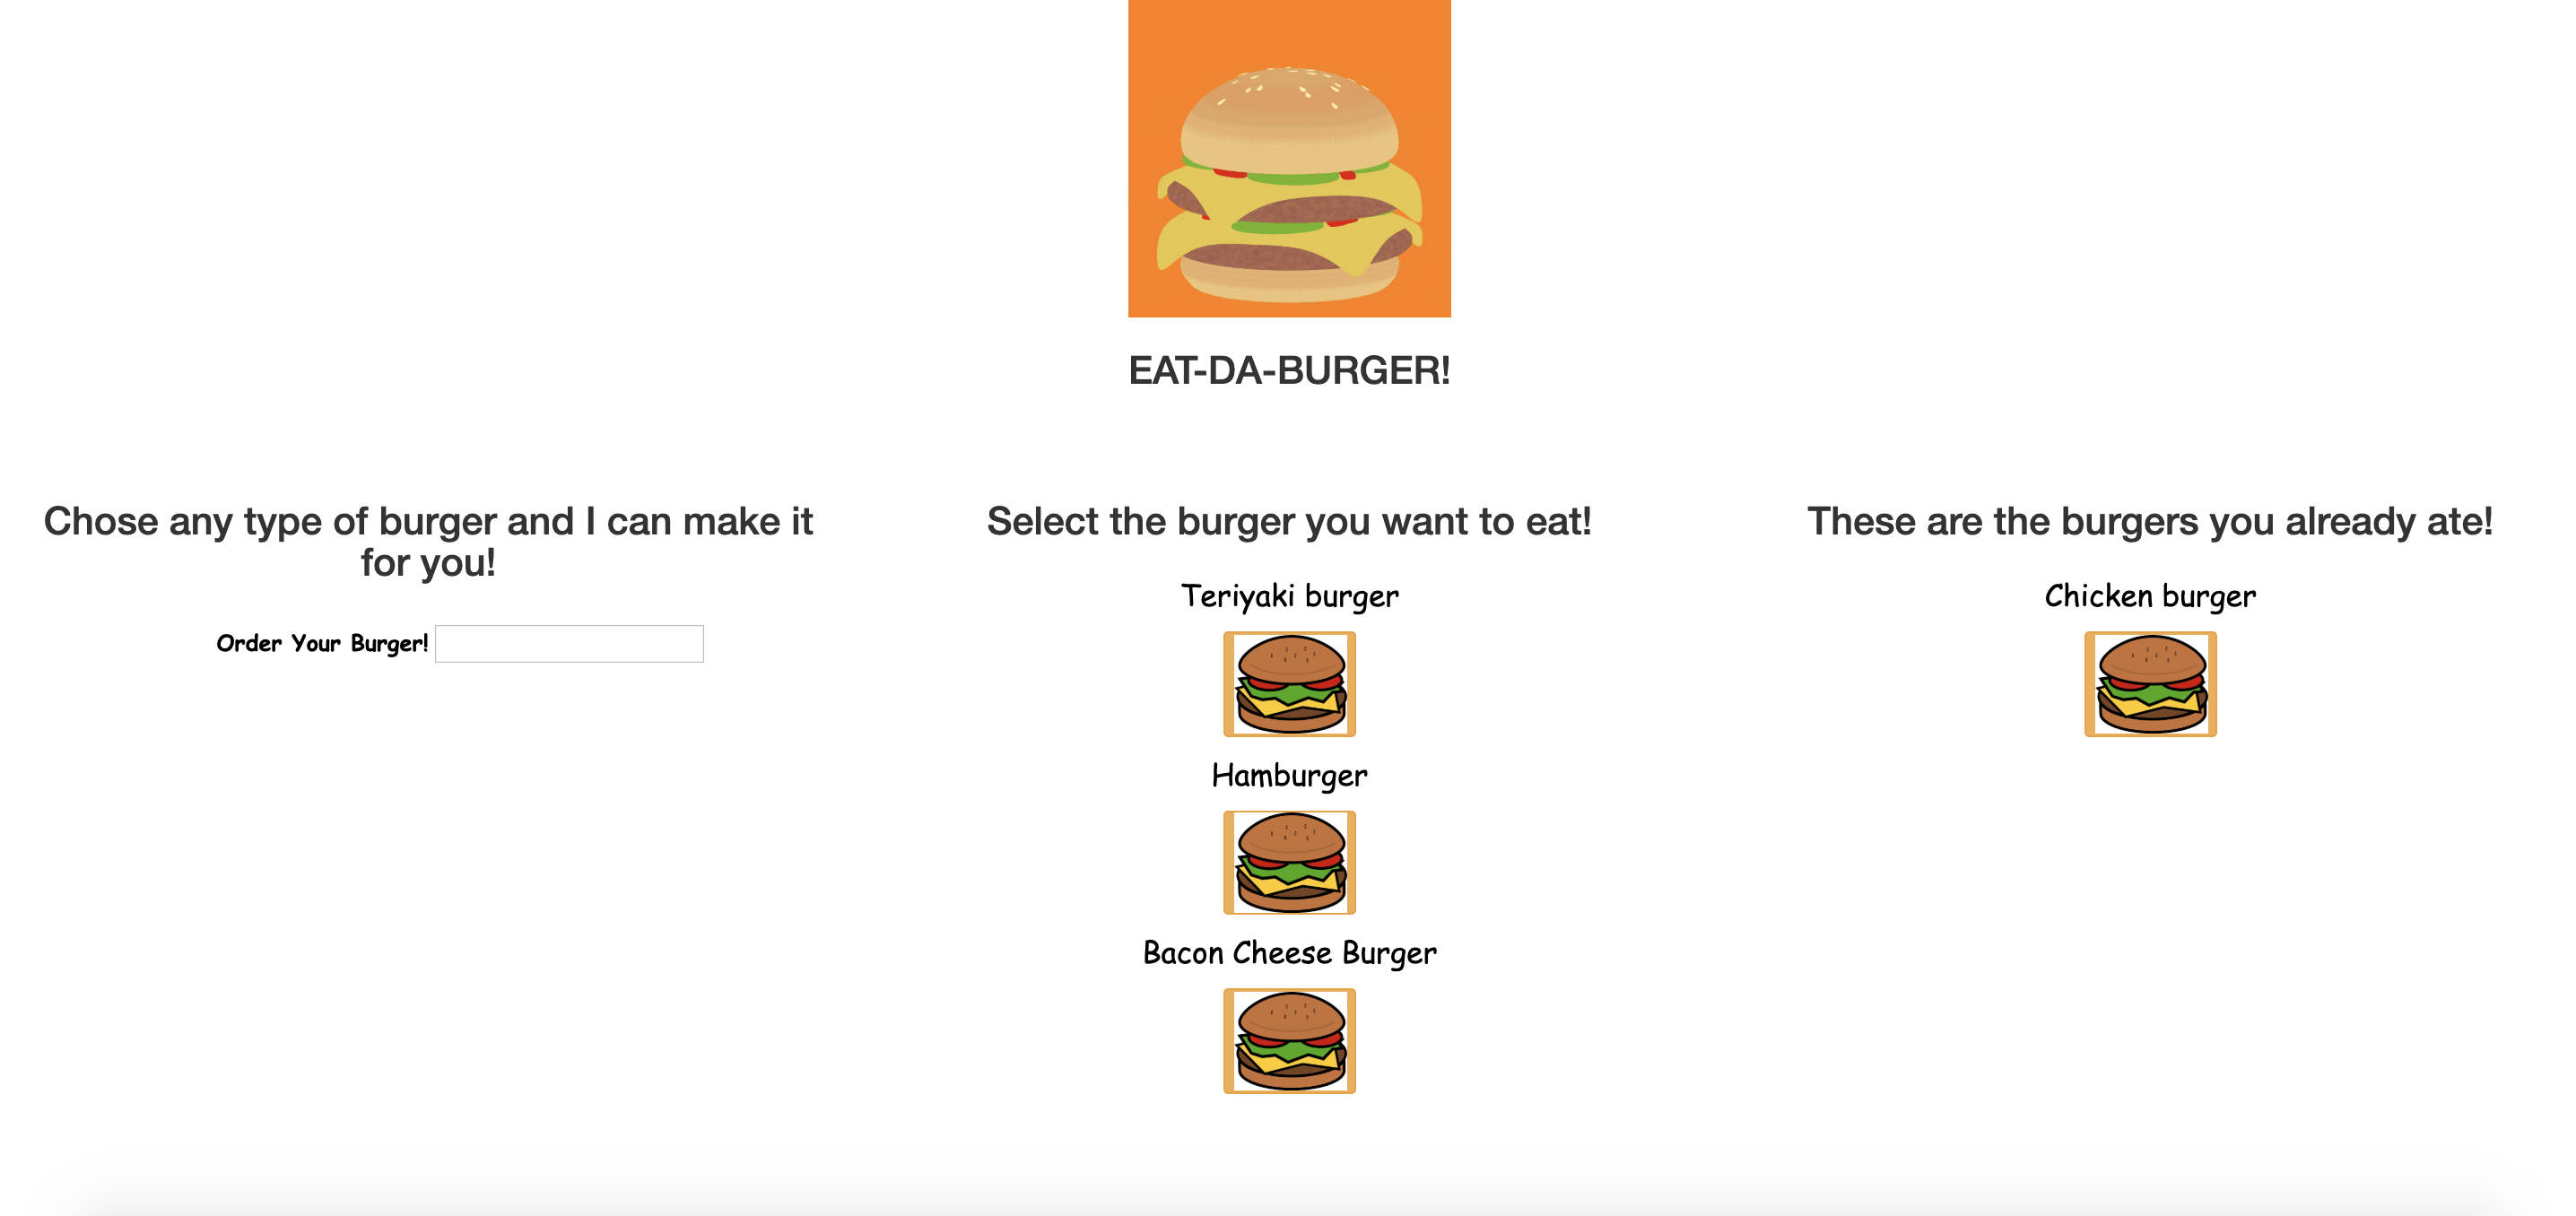 EAT-DA-BURGER!
Chose any type of burger and I can make it
for you!
Order Your Burger!
Select the burger you want to eat!
Teriyaki burger
Hamburger
Bacon Cheese Burger
These are the burgers you already ate!
Chicken burger